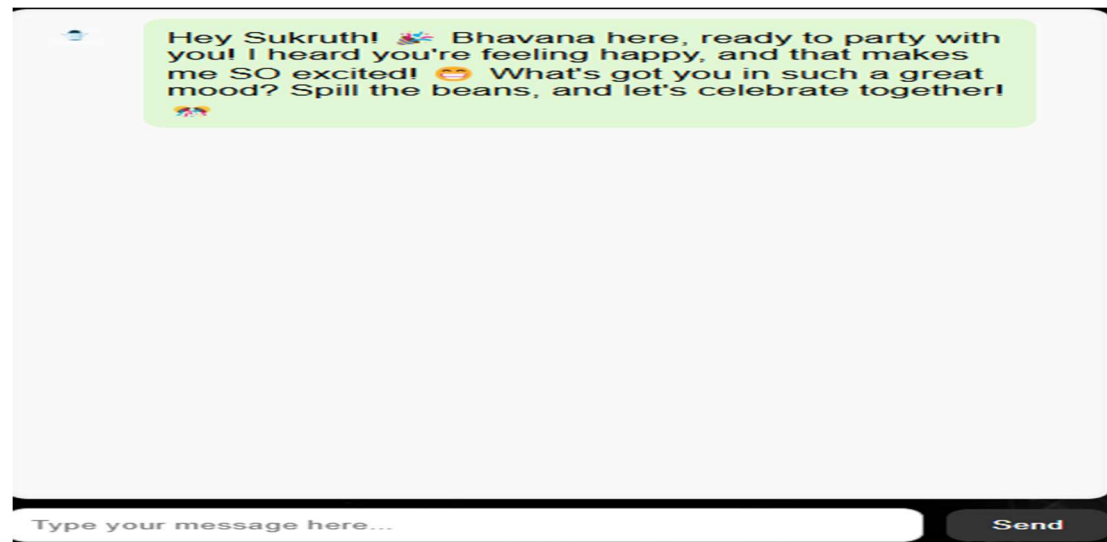 Hey Sukruth! 🎉 Bhavana here, ready to party with
you! I heard you're feeling happy, and that makes
me SO excited! 😁 What's got you in such a great
mood? Spill the beans, and let's celebrate together!
🎊
Type your message here...
Send